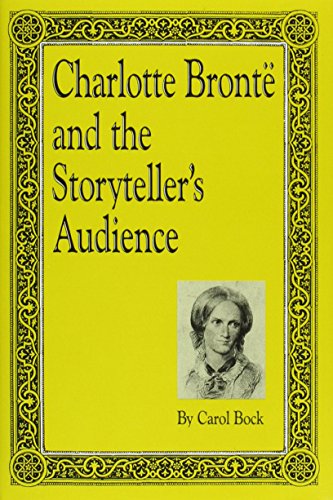 Charlotte Brontë
and the
Storyteller's
Audience
By Carol Bock